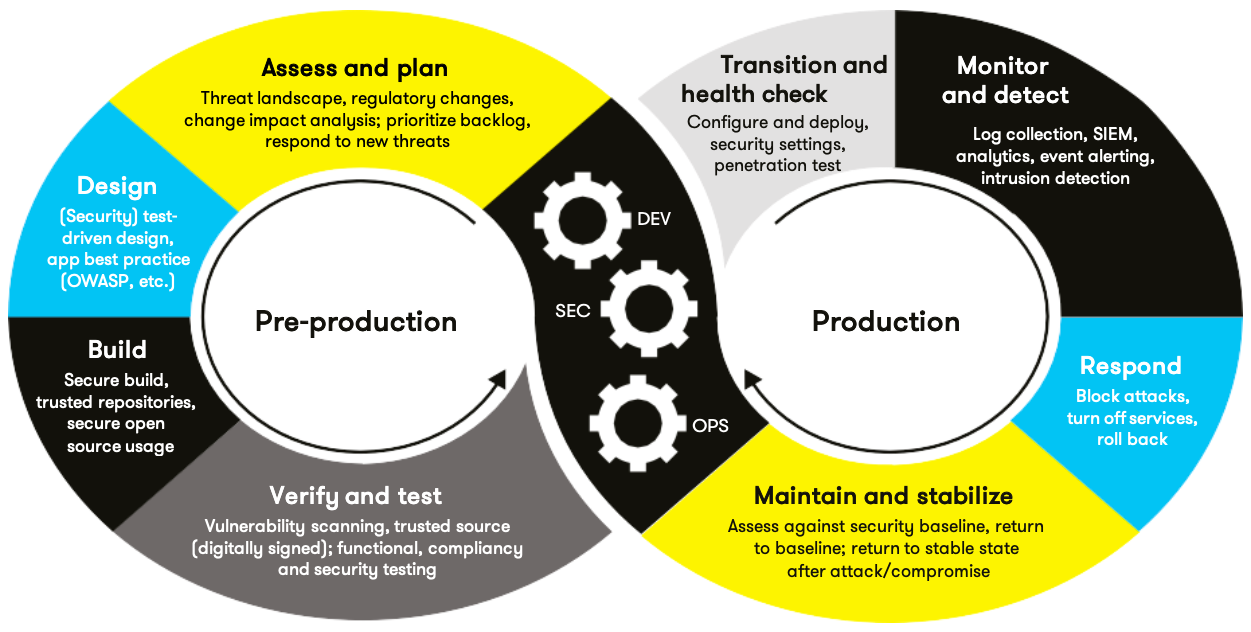 Assess and plan
Threat landscape, regulatory changes,
change impact analysis; prioritize backlog,
respond to new threats
Design
(Security) test-
driven design,
app best practice
(OWASP, etc.)
Build
Secure build,
trusted repositories,
secure open
source usage
Verify and test
Vulnerability scanning, trusted source
(digitally signed); functional, compliancy
and security testing
Pre-production
DEV
SEC
OPS
Transition and
health check
Configure and deploy,
security settings,
penetration test
Monitor
and detect
Log collection, SIEM,
analytics, event alerting,
intrusion detection
Production
Respond
Block attacks,
turn off services,
roll back
Maintain and stabilize
Assess against security baseline, return
to baseline; return to stable state
after attack/compromise